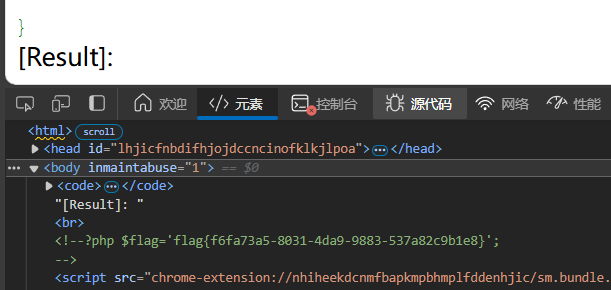 }
[Result]:
欢迎 </> 元素 控制台 源代码 网络 性能
<html> scroll
<head id="lhjicfnbdifhjojdccncinofklkjlpoa"> ••• </head>
••• <body inmaintabuse="1"> == $0
<code> ••• </code>
"[Result]: "
<br>
<!--?php $flag='flag{f6fa73a5-8031-4da9-9883-537a82c9b1e8}';
-->
<script src="chrome-extension://nhiheekdcnmfbapkmpbhmplfddenhjic/sm.bundle.